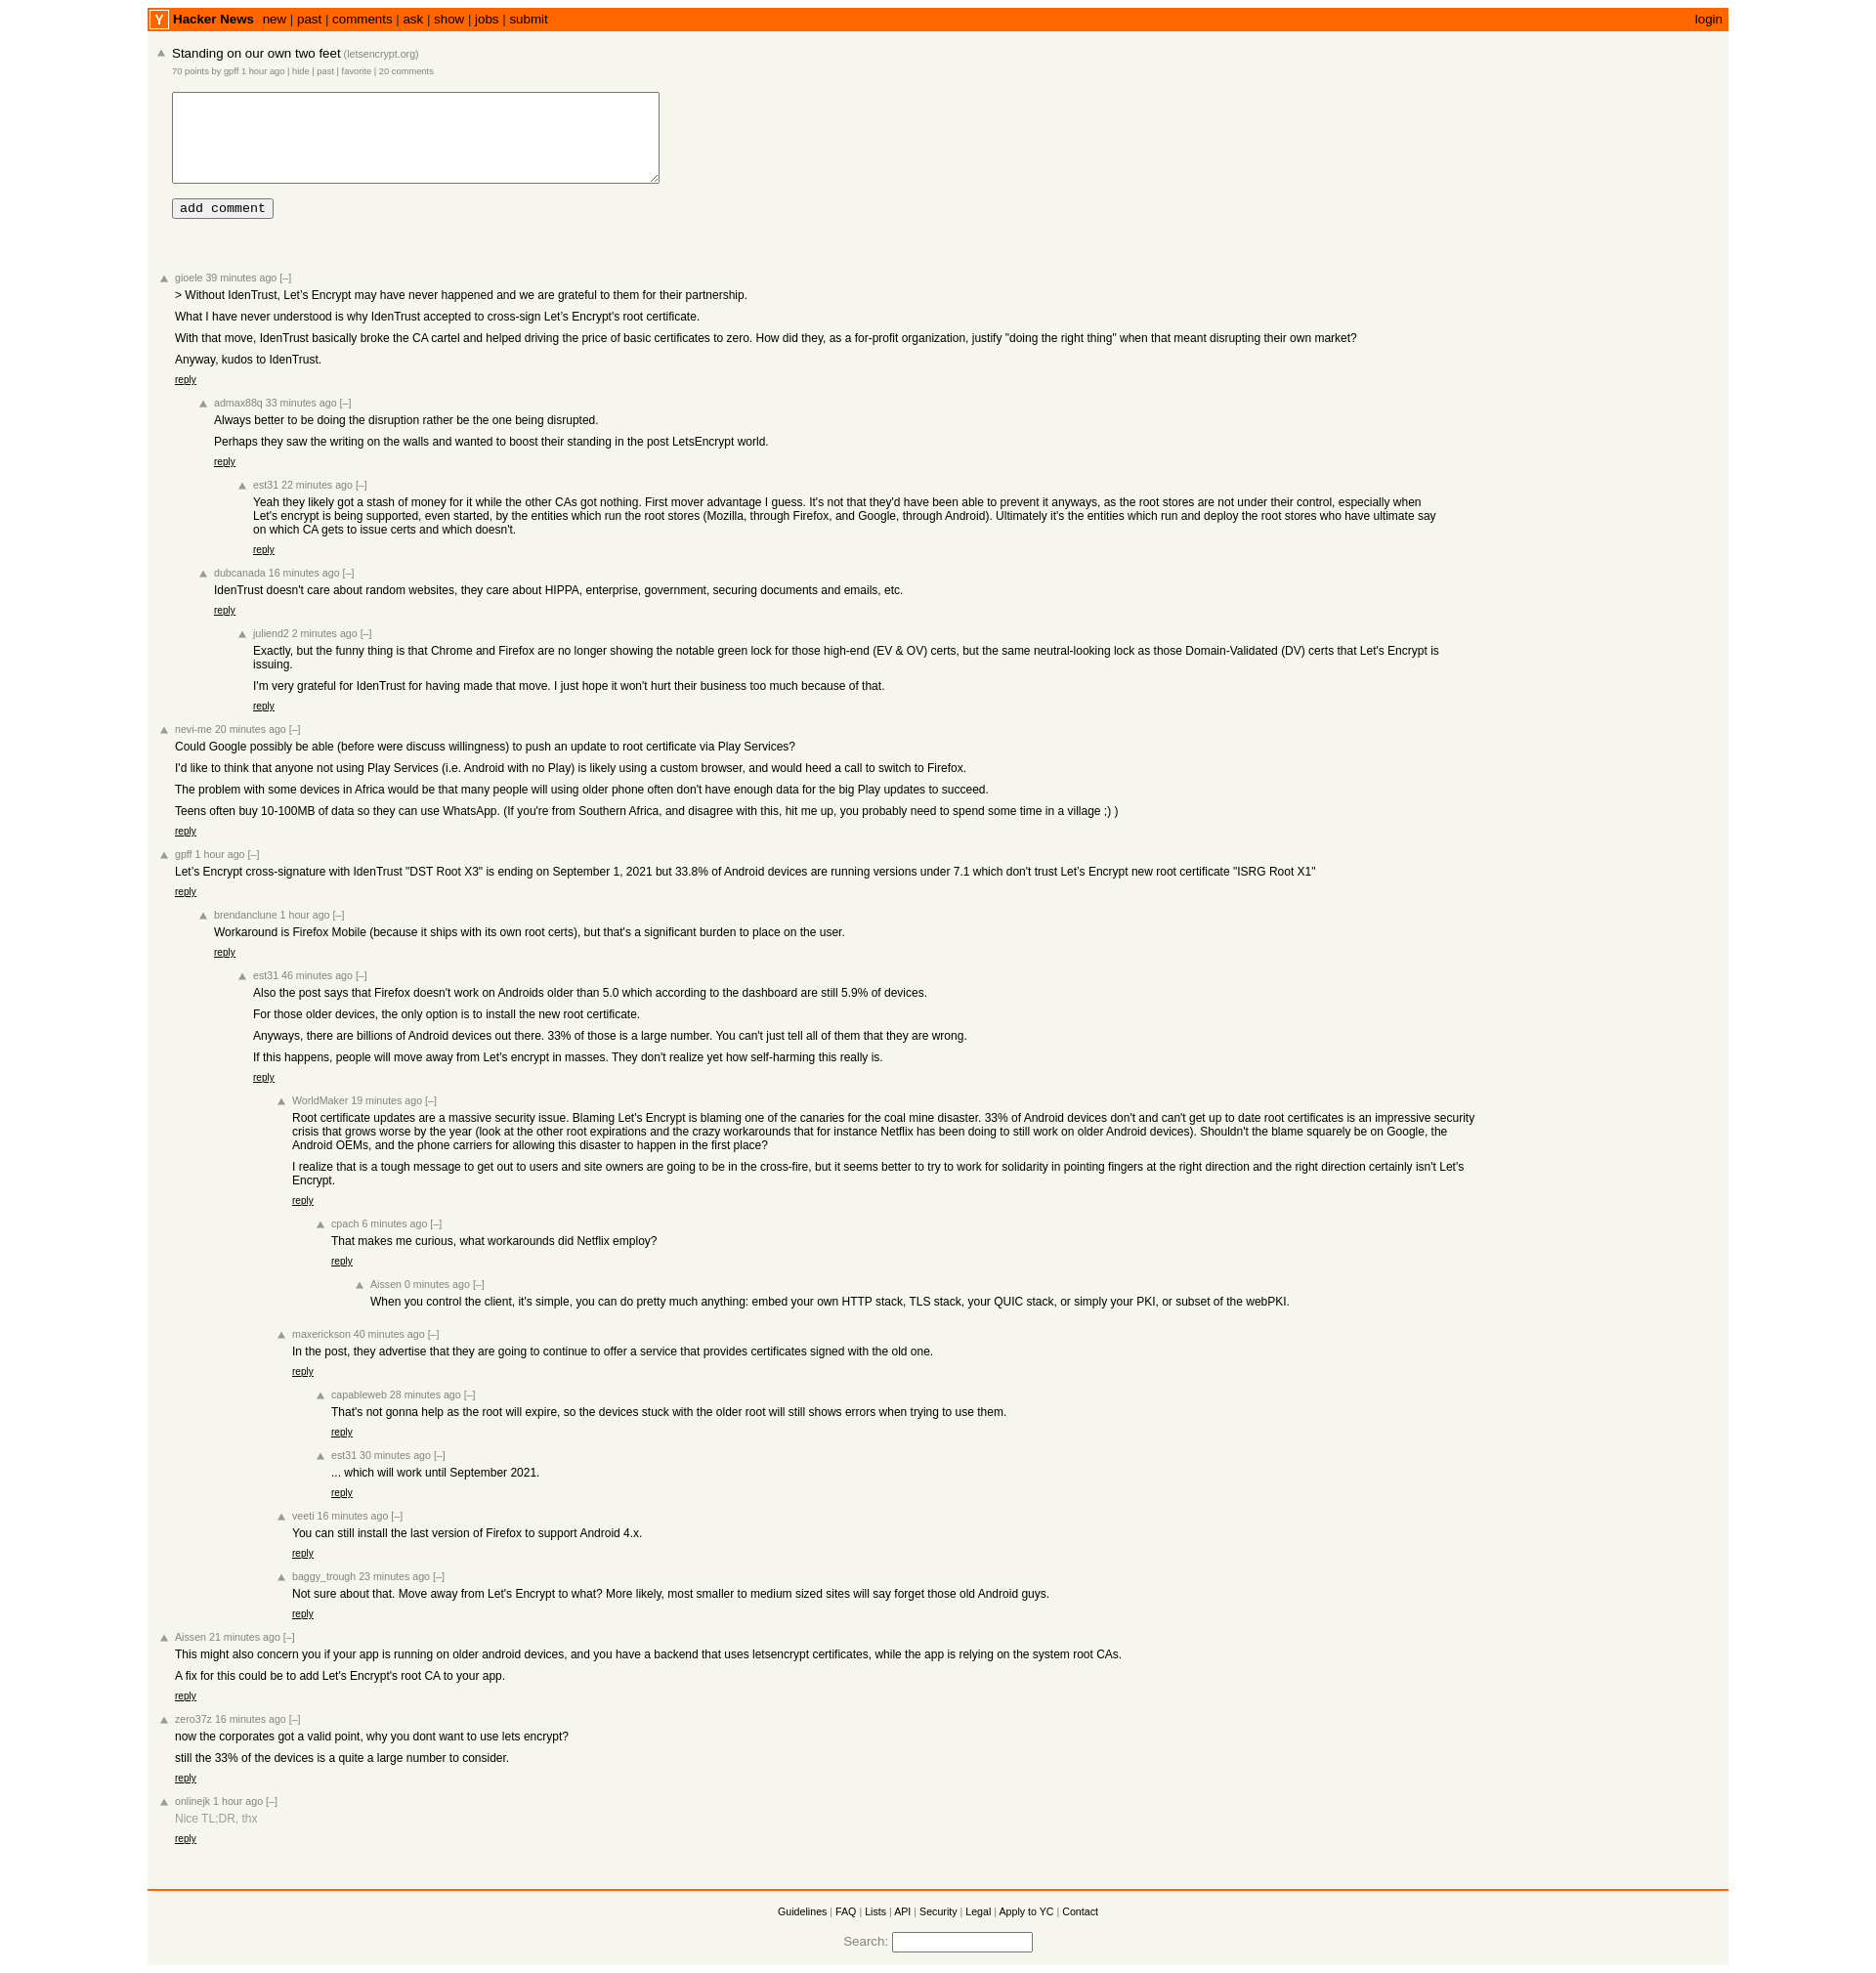 Y Hacker News new | past | comments | ask | show | jobs | submit login
Standing on our own two feet (letsencrypt.org)
70 points by gpff 1 hour ago | hide | past | favorite | 20 comments
add comment
gioele 39 minutes ago [–]
> Without IdenTrust, Let’s Encrypt may have never happened and we are grateful to them for their partnership.
What I have never understood is why IdenTrust accepted to cross-sign Let’s Encrypt's root certificate.
With that move, IdenTrust basically broke the CA cartel and helped driving the price of basic certificates to zero. How did they, as a for-profit organization, justify "doing the right thing" when that meant disrupting their own market?
Anyway, kudos to IdenTrust.
reply
admax88q 33 minutes ago [–]
Always better to be doing the disruption rather be the one being disrupted.
Perhaps they saw the writing on the walls and wanted to boost their standing in the post LetsEncrypt world.
reply
est31 22 minutes ago [–]
Yeah they likely got a stash of money for it while the other CAs got nothing. First mover advantage I guess. It's not that they'd have been able to prevent it anyways, as the root stores are not under their control, especially when
Let's encrypt is being supported, even started, by the entities which run the root stores (Mozilla, through Firefox, and Google, through Android). Ultimately it's the entities which run and deploy the root stores who have ultimate say
on which CA gets to issue certs and which doesn't.
reply
dubcanada 16 minutes ago [–]
IdenTrust doesn't care about random websites, they care about HIPPA, enterprise, government, securing documents and emails, etc.
reply
juliend2 2 minutes ago [–]
Exactly, but the funny thing is that Chrome and Firefox are no longer showing the notable green lock for those high-end (EV & OV) certs, but the same neutral-looking lock as those Domain-Validated (DV) certs that Let's Encrypt is
issuing.
I'm very grateful for IdenTrust for having made that move. I just hope it won't hurt their business too much because of that.
reply
nevi-me 20 minutes ago [–]
Could Google possibly be able (before were discuss willingness) to push an update to root certificate via Play Services?
I'd like to think that anyone not using Play Services (i.e. Android with no Play) is likely using a custom browser, and would heed a call to switch to Firefox.
The problem with some devices in Africa would be that many people will using older phone often don't have enough data for the big Play updates to succeed.
Teens often buy 10-100MB of data so they can use WhatsApp. (If you're from Southern Africa, and disagree with this, hit me up, you probably need to spend some time in a village ;) )
reply
gpff 1 hour ago [–]
Let’s Encrypt cross-signature with IdenTrust "DST Root X3" is ending on September 1, 2021 but 33.8% of Android devices are running versions under 7.1 which don't trust Let’s Encrypt new root certificate "ISRG Root X1"
reply
brendanclune 1 hour ago [–]
Workaround is Firefox Mobile (because it ships with its own root certs), but that's a significant burden to place on the user.
reply
est31 46 minutes ago [–]
Also the post says that Firefox doesn't work on Androids older than 5.0 which according to the dashboard are still 5.9% of devices.
For those older devices, the only option is to install the new root certificate.
Anyways, there are billions of Android devices out there. 33% of those is a large number. You can't just tell all of them that they are wrong.
If this happens, people will move away from Let's encrypt in masses. They don't realize yet how self-harming this really is.
reply
WorldMaker 19 minutes ago [–]
Root certificate updates are a massive security issue. Blaming Let's Encrypt is blaming one of the canaries for the coal mine disaster. 33% of Android devices don't and can't get up to date root certificates is an impressive security
crisis that grows worse by the year (look at the other root expirations and the crazy workarounds that for instance Netflix has been doing to still work on older Android devices). Shouldn't the blame squarely be on Google, the
Android OEMs, and the phone carriers for allowing this disaster to happen in the first place?
I realize that is a tough message to get out to users and site owners are going to be in the cross-fire, but it seems better to try to work for solidarity in pointing fingers at the right direction and the right direction certainly isn't Let's
Encrypt.
reply
cpach 6 minutes ago [–]
That makes me curious, what workarounds did Netflix employ?
reply
Aissen 0 minutes ago [–]
When you control the client, it's simple, you can do pretty much anything: embed your own HTTP stack, TLS stack, your QUIC stack, or simply your PKI, or subset of the webPKI.
maxerickson 40 minutes ago [–]
In the post, they advertise that they are going to continue to offer a service that provides certificates signed with the old one.
reply
capableweb 28 minutes ago [–]
That's not gonna help as the root will expire, so the devices stuck with the older root will still shows errors when trying to use them.
reply
est31 30 minutes ago [–]
... which will work until September 2021.
reply
veeti 16 minutes ago [–]
You can still install the last version of Firefox to support Android 4.x.
reply
baggy_trough 23 minutes ago [–]
Not sure about that. Move away from Let's Encrypt to what? More likely, most smaller to medium sized sites will say forget those old Android guys.
reply
Aissen 21 minutes ago [–]
This might also concern you if your app is running on older android devices, and you have a backend that uses letsencrypt certificates, while the app is relying on the system root CAs.
A fix for this could be to add Let's Encrypt's root CA to your app.
reply
zero37z 16 minutes ago [–]
now the corporates got a valid point, why you dont want to use lets encrypt?
still the 33% of the devices is a quite a large number to consider.
reply
onlinejk 1 hour ago [–]
Nice TL;DR, thx
reply
Guidelines | FAQ | Lists | API | Security | Legal | Apply to YC | Contact
Search: